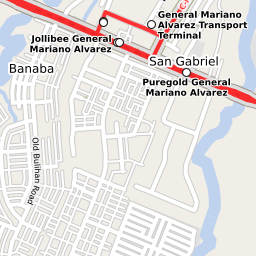 General Mariano
Alvarez Transport
Terminal
Jollibee General
Mariano Alvarez
Banaba
San Gabriel
Puregold General
Mariano Alvarez
Old Bulihan Road